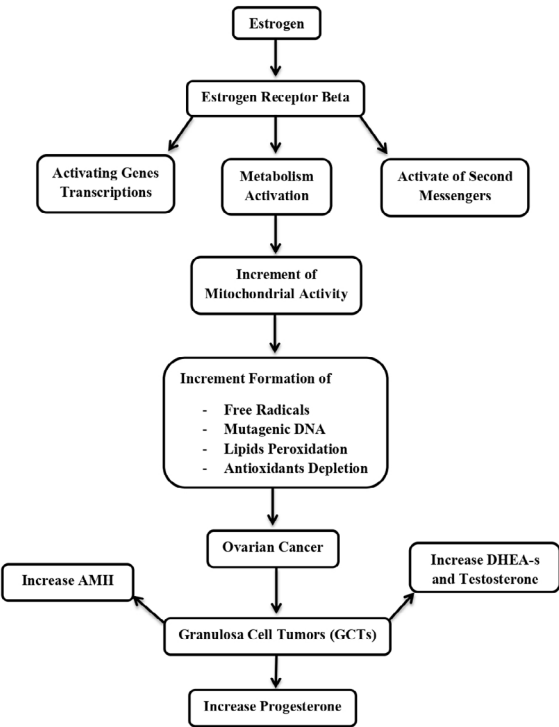 Estrogen
Estrogen Receptor Beta
Activating Genes
Transcriptions
Metabolism
Activation
Activate of Second
Messengers
Increment of
Mitochondrial Activity
Increment Formation of
- Free Radicals
- Mutagenic DNA
- Lipids Peroxidation
- Antioxidants Depletion
Ovarian Cancer
Increase AMII
Increase DHEA-s
and Testosterone
Granulosa Cell Tumors (GCTs)
Increase Progesterone